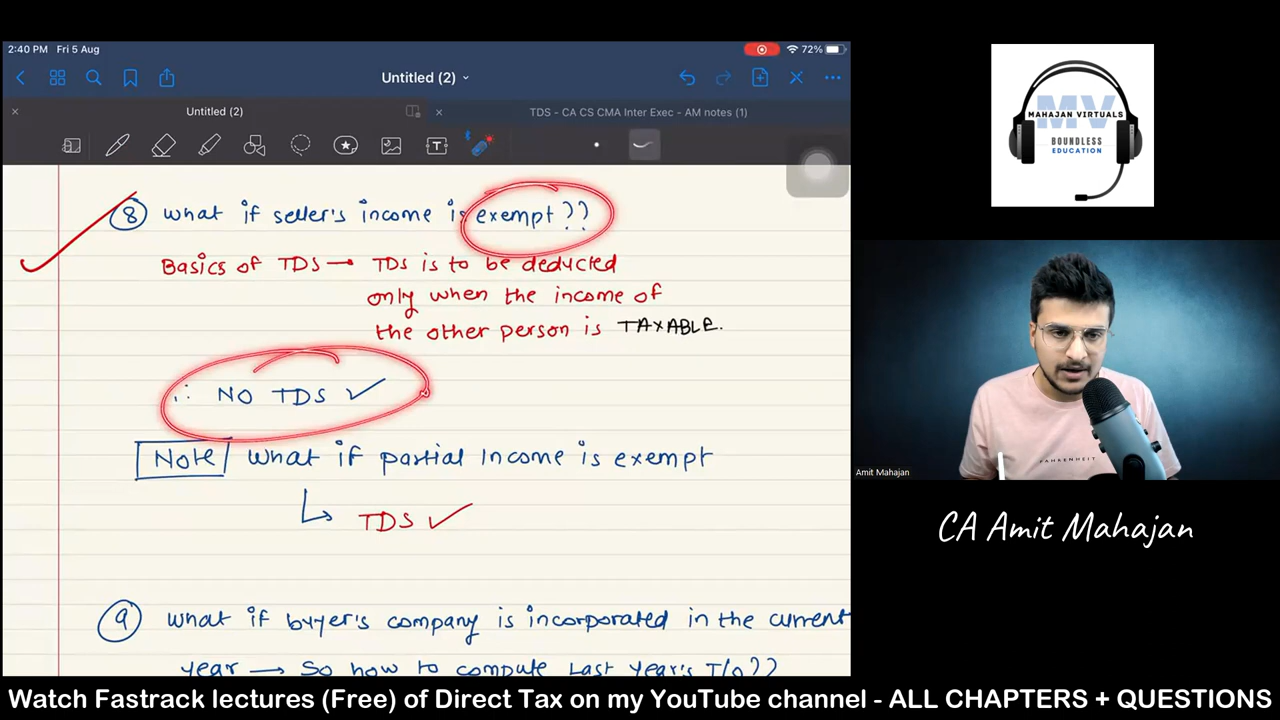 2:40 PM Fri 5 Aug
72%
Untitled (2)
Untitled (2)
TDS - CA CS CMA Inter Exec - AM notes (1)
8 What if seller's income is exempt??
Basics of TDS → TDS is to be deducted
only when the income of
the other person is TAXABLE.
∴ NO TDS ✓
Note What if partial income is exempt
↳ TDS ✓
9 What if buyer's company is incorporated in the current
year → So how to compute Last year's T/o??
MV
MAHAJAN VIRTUALS
BOUNDLESS
EDUCATION
FAHRENHEIT
Amit Mahajan
CA Amit Mahajan
Watch Fastrack lectures (Free) of Direct Tax on my YouTube channel - ALL CHAPTERS + QUESTIONS